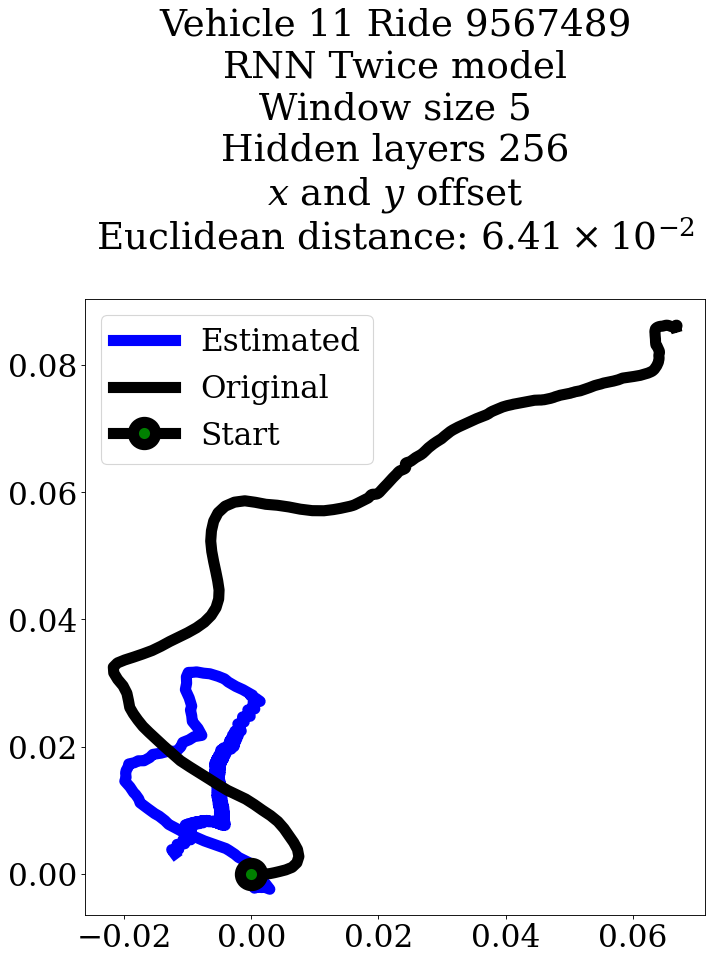 Vehicle 11 Ride 9567489
RNN Twice model
Window size 5
Hidden layers 256
x and y offset
Euclidean distance: 6.41 × 10⁻²
Estimated
Original
Start
0.08
0.06
0.04
0.02
0.00
−0.02 0.00 0.02 0.04 0.06